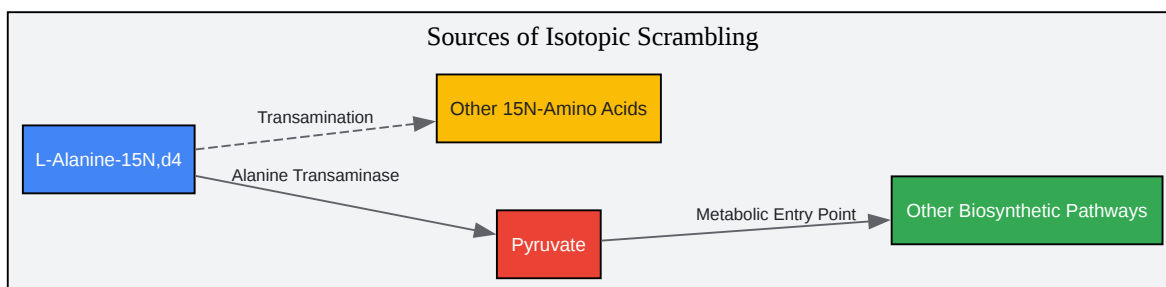 Sources of Isotopic Scrambling
Other 15N-Amino Acids
Transamination
L-Alanine-15N,d4
Alanine Transaminase
Other Biosynthetic Pathways
Metabolic Entry Point
Pyruvate